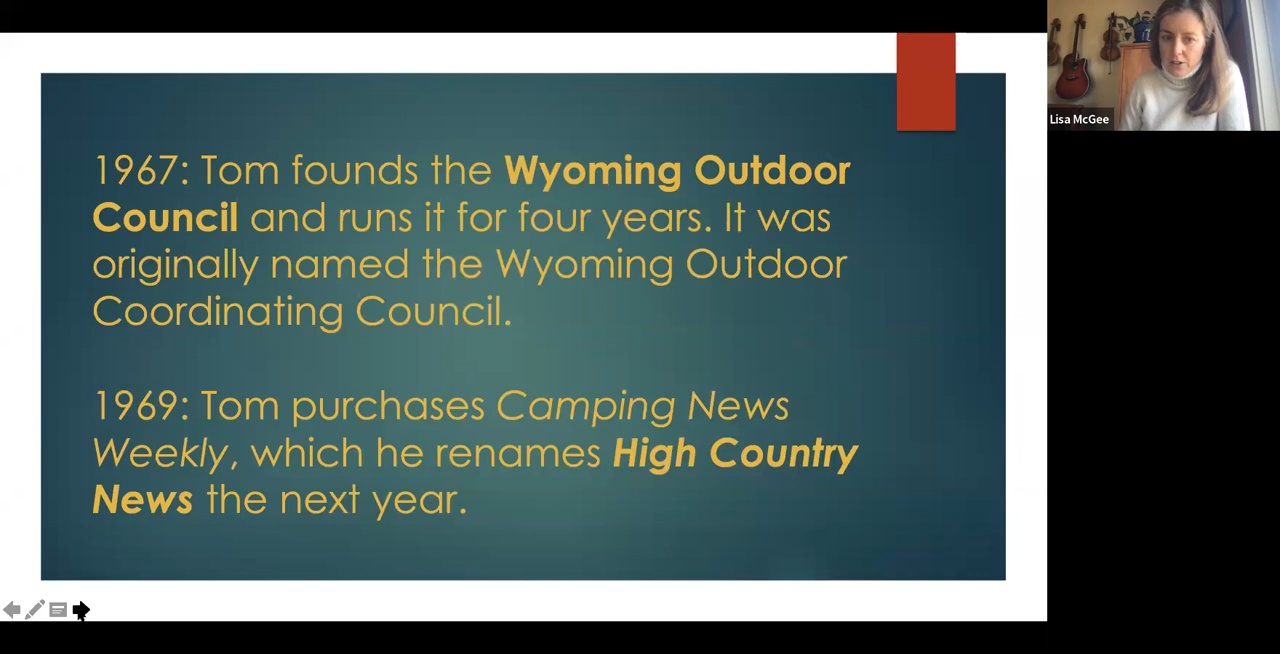 1967: Tom founds the Wyoming Outdoor
Council and runs it for four years. It was
originally named the Wyoming Outdoor
Coordinating Council.
1969: Tom purchases Camping News
Weekly, which he renames High Country
News the next year.
Lisa McGee